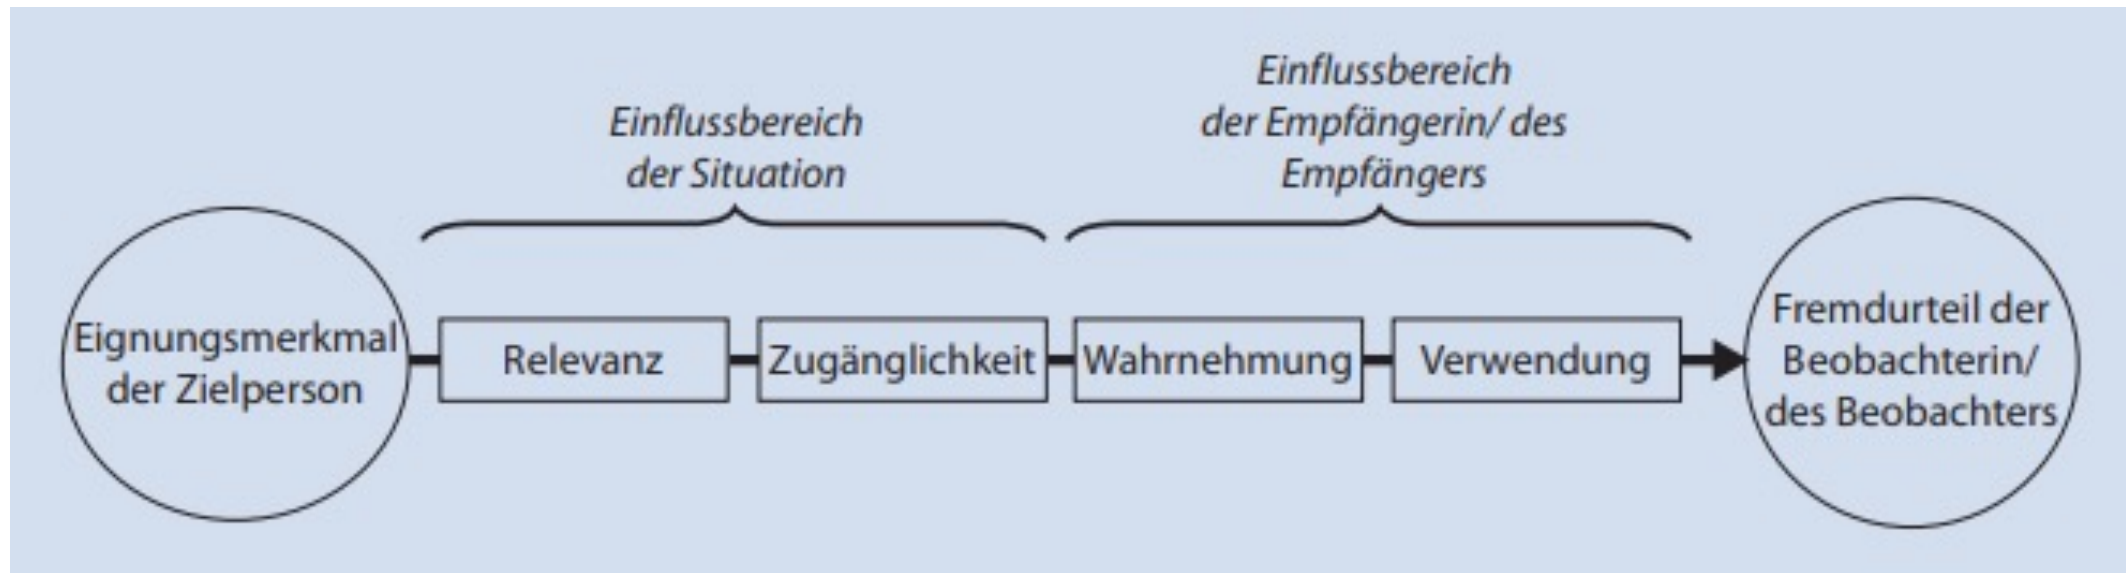 Einflussbereich
der Situation
Einflussbereich
der Empfängerin/ des
Empfängers
Eignungsmerkmal
der Zielperson
Relevanz
Zugänglichkeit
Wahrnehmung
Verwendung
Fremdurteil der
Beobachterin/
des Beobachters